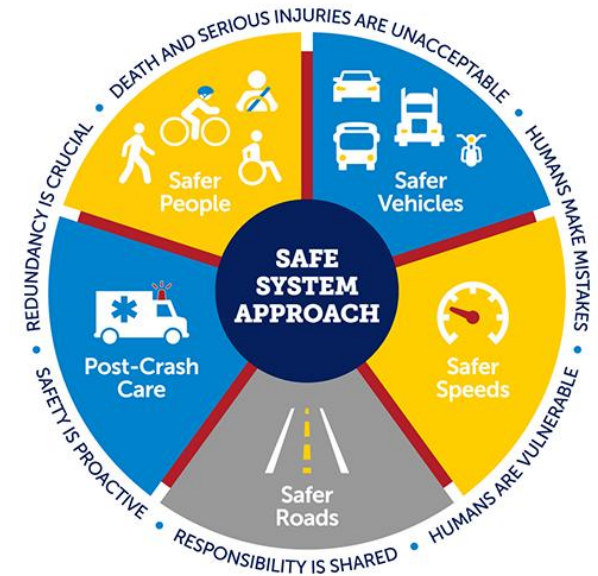 DEATH AND SERIOUS INJURIES ARE UNACCEPTABLE
HUMANS MAKE MISTAKES
HUMANS ARE VULNERABLE
RESPONSIBILITY IS SHARED
SAFETY IS PROACTIVE
REDUNDANCY IS CRUCIAL
Safer
People
Safer
Vehicles
SAFE
SYSTEM
APPROACH
Post-Crash
Care
Safer
Speeds
Safer
Roads